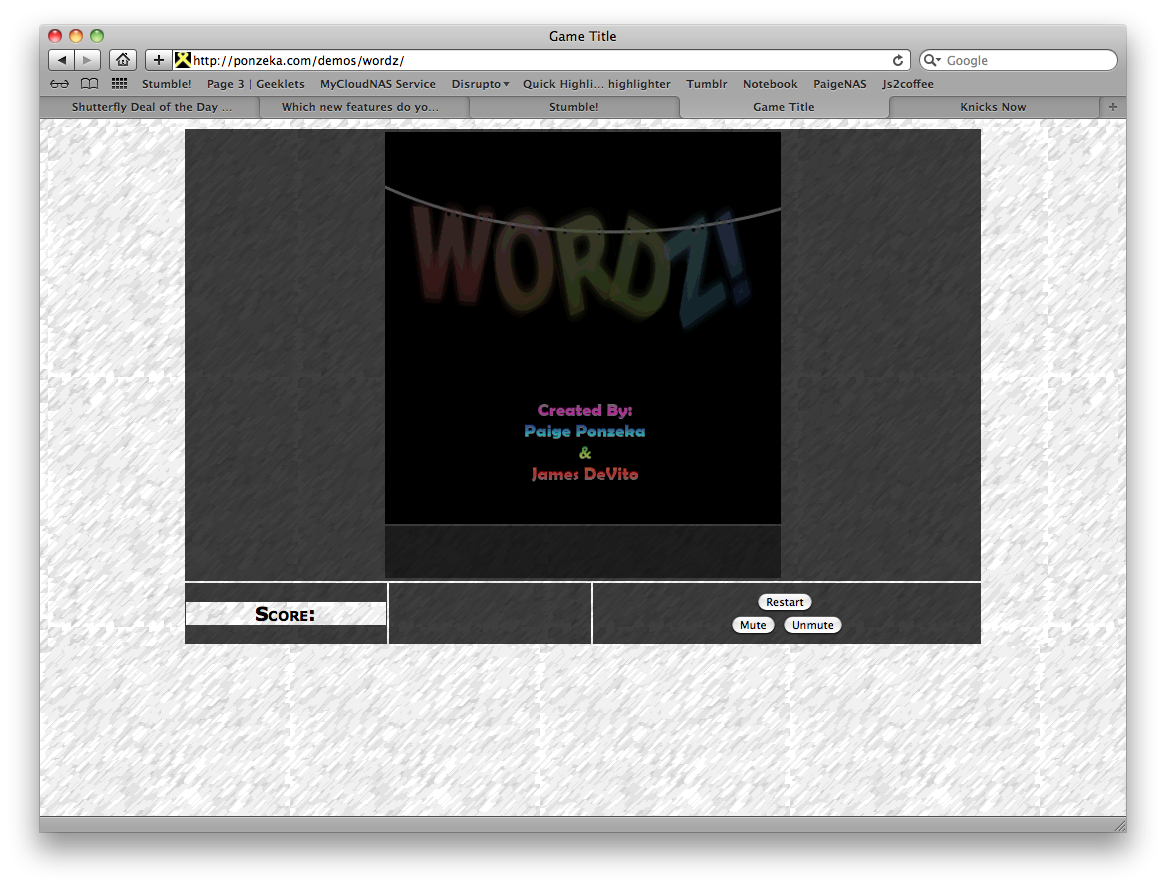 Game Title
http://ponzeka.com/demos/wordz/
Google
Stumble! Page 3 | Geeklets MyCloudNAS Service Disrupto Quick Highli... highlighter Tumblr Notebook PaigeNAS Js2coffee
Shutterfly Deal of the Day ... Which new features do yo... Stumble! Game Title Knicks Now
WORDZ!
Created By:
Paige Ponzeka
&
James DeVito
Score:
Restart
Mute Unmute